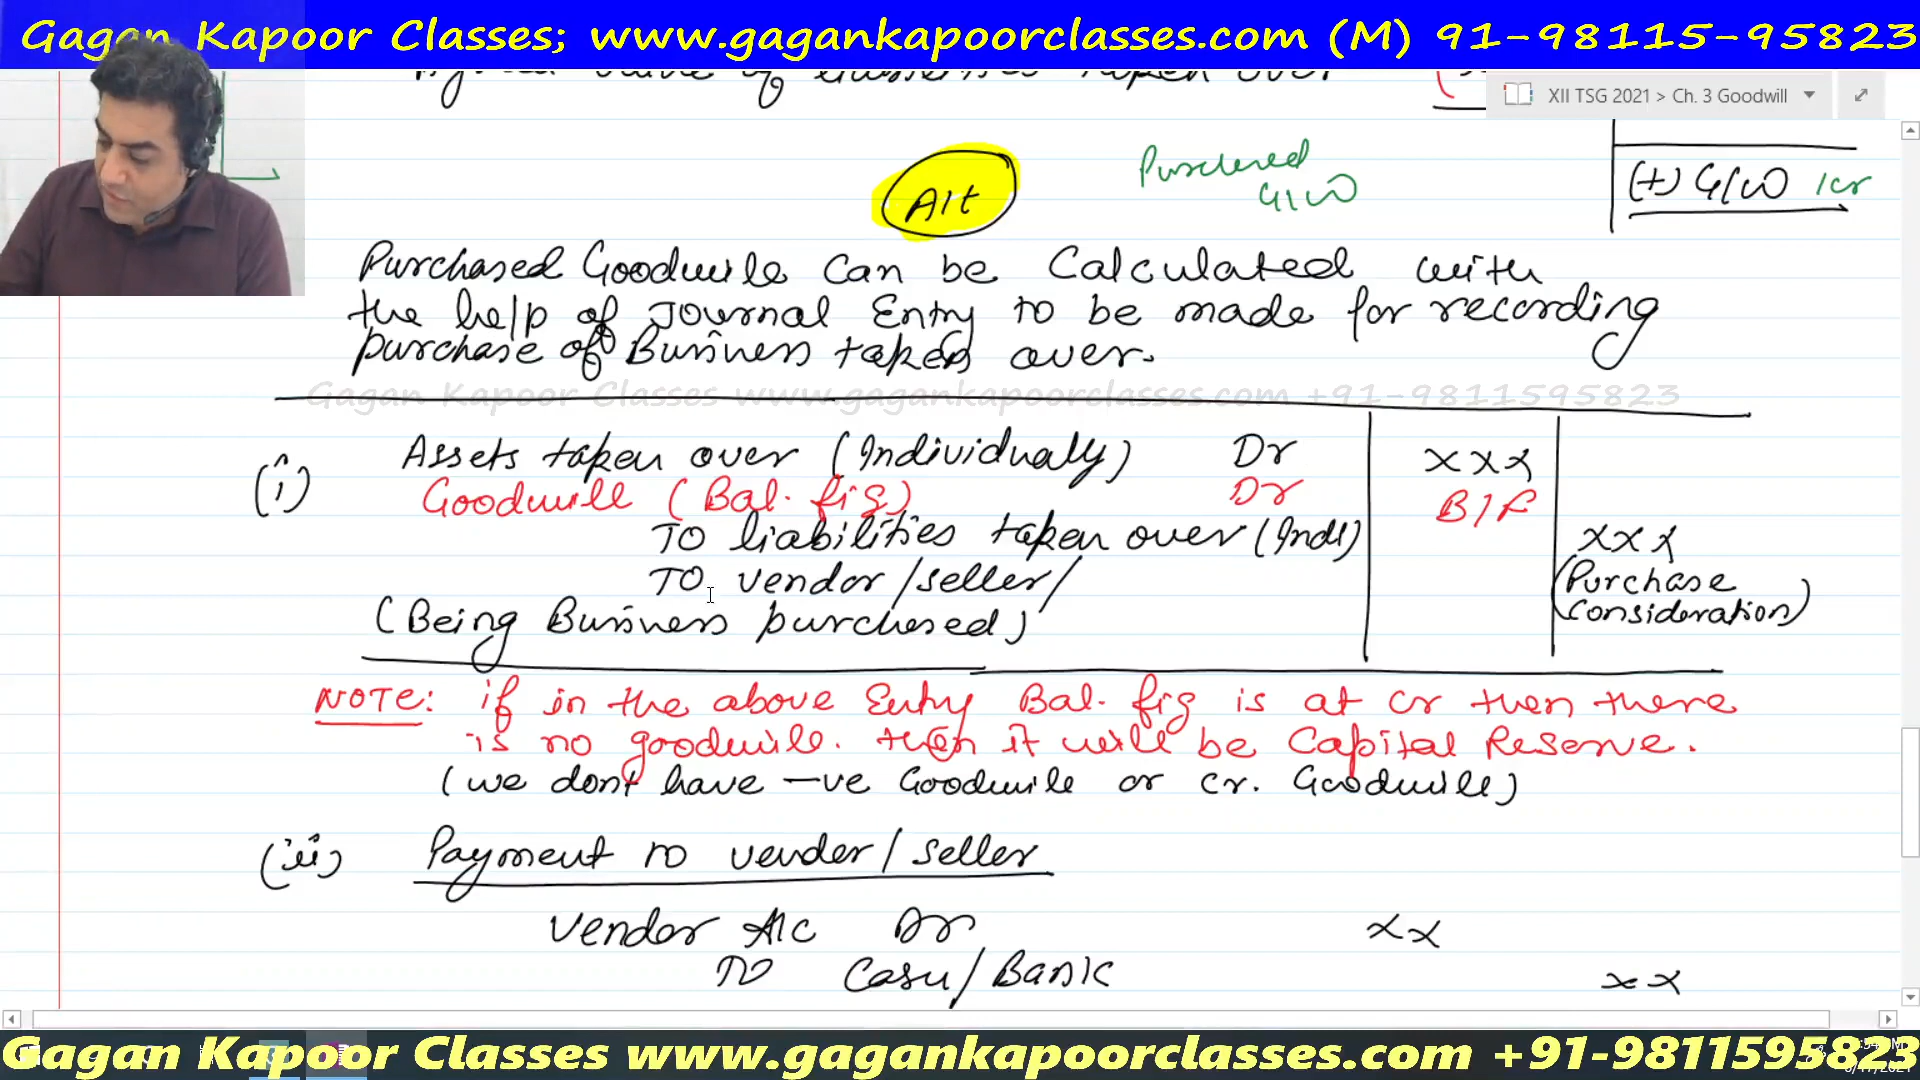 Gagan Kapoor Classes; www.gagankapoorclasses.com (M) 91-98115-95823
value of taken over
XII TSG 2021 > Ch. 3 Goodwill
Alt
Purchased
G/W
(+) G/W 1cr
Purchased Goodwill can be calculated with
the help of Journal Entry to be made for recording
purchase of Business taken over.
Gagan Kapoor Classes www.gagankapoorclasses.com +91-9811595823
(i) Assets taken over (Individually) Dr xxx
Goodwill (Bal. fig) Dr B/F
To liabilities taken over (Indl) xxx
To vendor/seller/ (Purchase
(Being Business purchased) Consideration)
NOTE: if in the above Entry Bal. fig is at cr then there
is no goodwill. then it will be Capital Reserve.
(we don't have -ve Goodwill or cr. Goodwill)
(ii) Payment to vendor/seller
Vendor A/c Dr xx
To Cash/Bank xx
Gagan Kapoor Classes www.gagankapoorclasses.com +91-9811595823